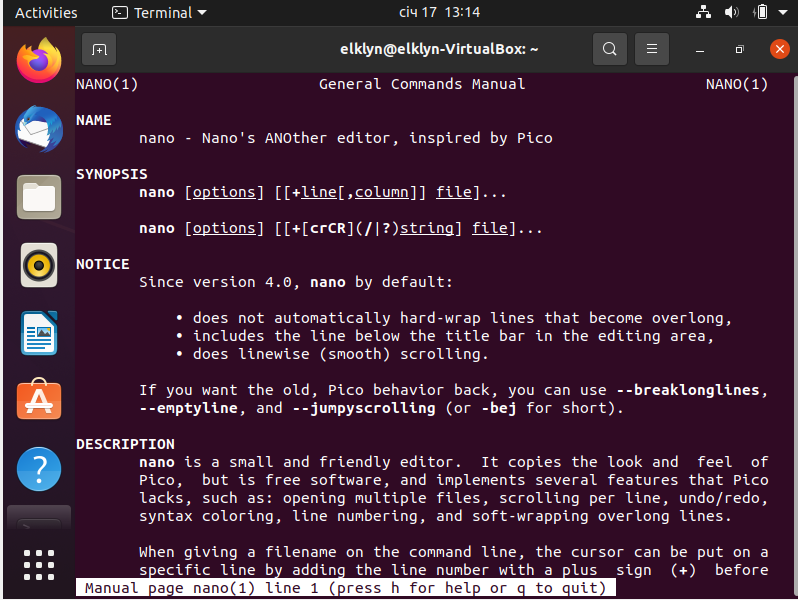 Activities Terminal січ 17 13:14
elklyn@elklyn-VirtualBox: ~
NANO(1) General Commands Manual NANO(1)
NAME
nano - Nano's ANOther editor, inspired by Pico
SYNOPSIS
nano [options] [[+line[,column]] file]...
nano [options] [[+[crCR](/|?)string] file]...
NOTICE
Since version 4.0, nano by default:
• does not automatically hard-wrap lines that become overlong,
• includes the line below the title bar in the editing area,
• does linewise (smooth) scrolling.
If you want the old, Pico behavior back, you can use --breaklonglines,
--emptyline, and --jumpyscrolling (or -bej for short).
DESCRIPTION
nano is a small and friendly editor. It copies the look and feel of
Pico, but is free software, and implements several features that Pico
lacks, such as: opening multiple files, scrolling per line, undo/redo,
syntax coloring, line numbering, and soft-wrapping overlong lines.
When giving a filename on the command line, the cursor can be put on a
specific line by adding the line number with a plus sign (+) before
Manual page nano(1) line 1 (press h for help or q to quit)